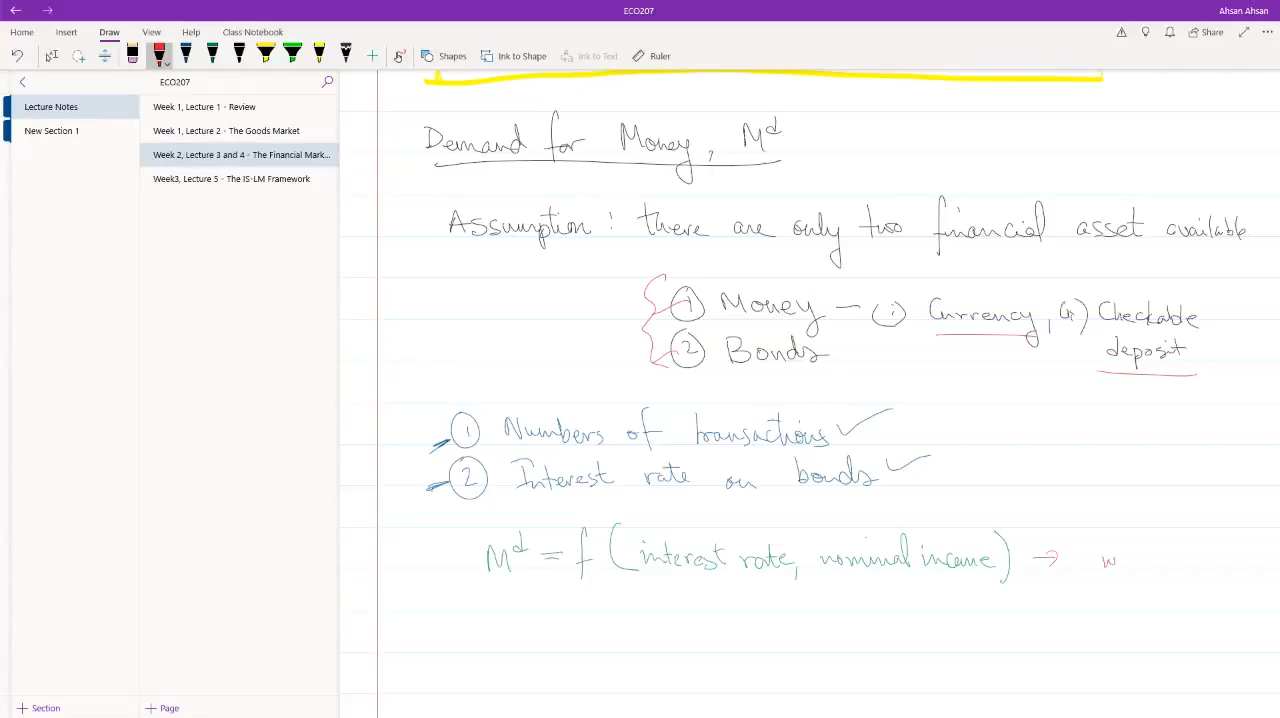 ECO207
Ahsan Ahsan
Home Insert Draw View Help Class Notebook
Share
Shapes Ink to Shape Ink to Text Ruler
ECO207
Lecture Notes
New Section 1
Week 1, Lecture 1 - Review
Week 1, Lecture 2 - The Goods Market
Week 2, Lecture 3 and 4 - The Financial Mark...
Week3, Lecture 5 - The IS-LM Framework
Demand for Money, M^d
Assumption : there are only two financial asset available
① Money — (i) Currency, (ii) Checkable
deposit
② Bonds
① Numbers of transactions ✓
② Interest rate on bonds ✓
M^d = f (interest rate, nominal income) →
+ Section
+ Page